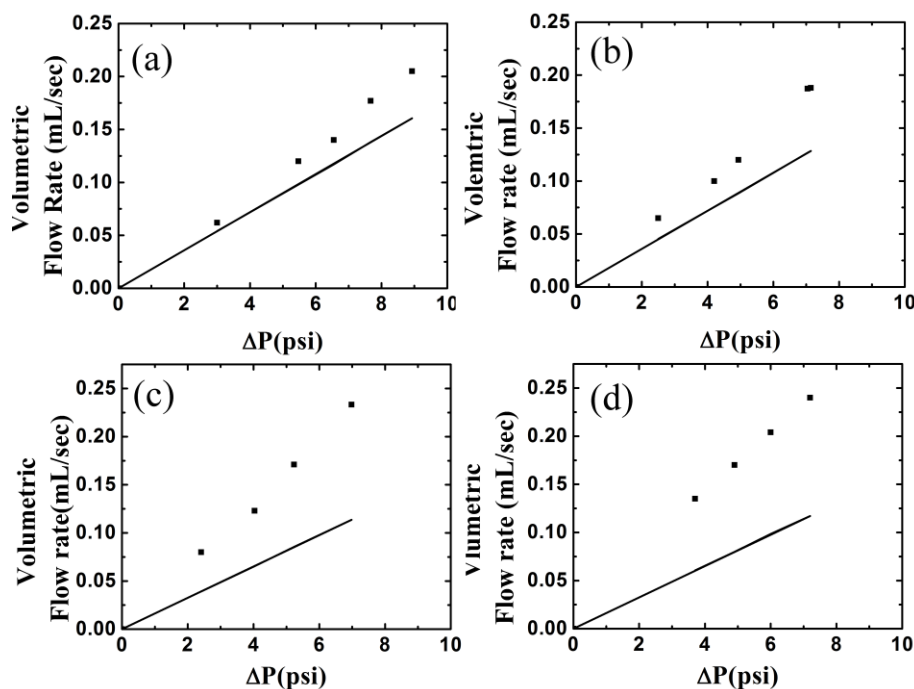 (a)
Volumetric
Flow Rate (mL/sec)
0.25
0.20
0.15
0.10
0.05
0.00
0 2 4 6 8 10
ΔP(psi)
(b)
Volemtric
Flow rate (mL/sec)
0.25
0.20
0.15
0.10
0.05
0.00
0 2 4 6 8 10
ΔP(psi)
(c)
Volumetric
Flow rate(mL/sec)
0.25
0.20
0.15
0.10
0.05
0.00
0 2 4 6 8 10
ΔP(psi)
(d)
Vlumetric
Flow rate (mL/sec)
0.25
0.20
0.15
0.10
0.05
0.00
0 2 4 6 8 10
ΔP(psi)